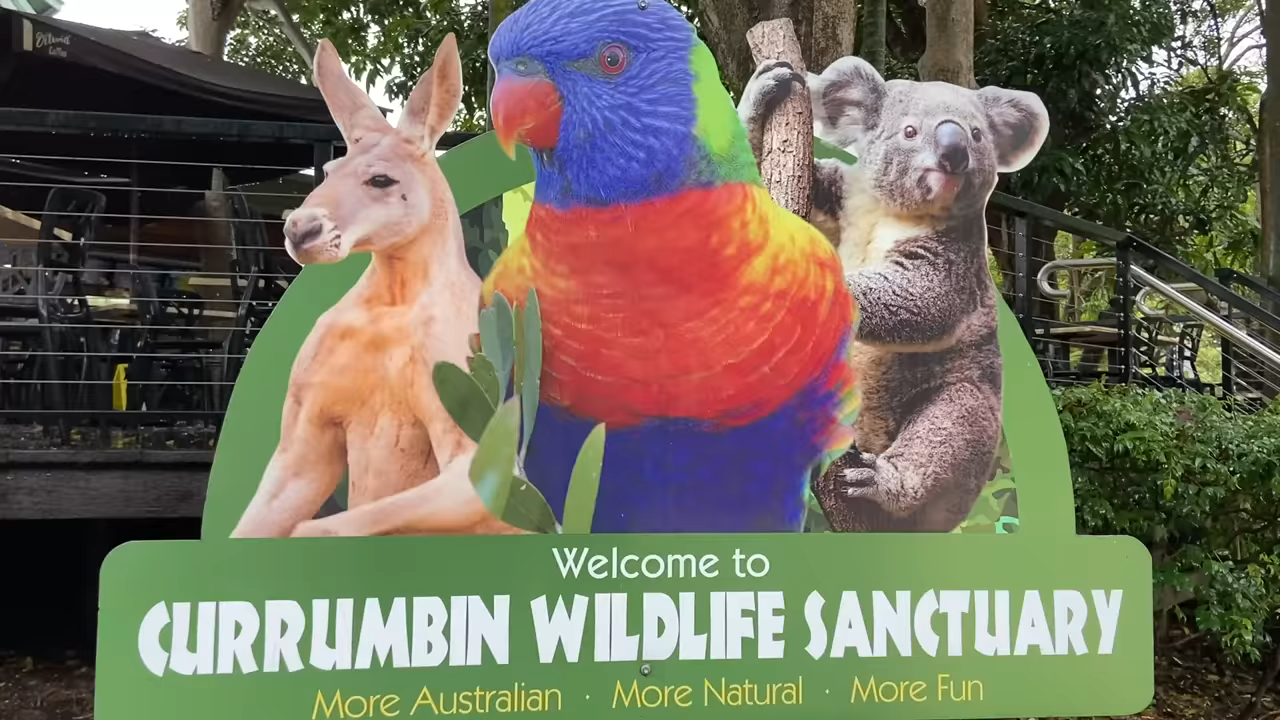 Welcome to
CURRUMBIN WILDLIFE SANCTUARY
More Australian · More Natural · More Fun